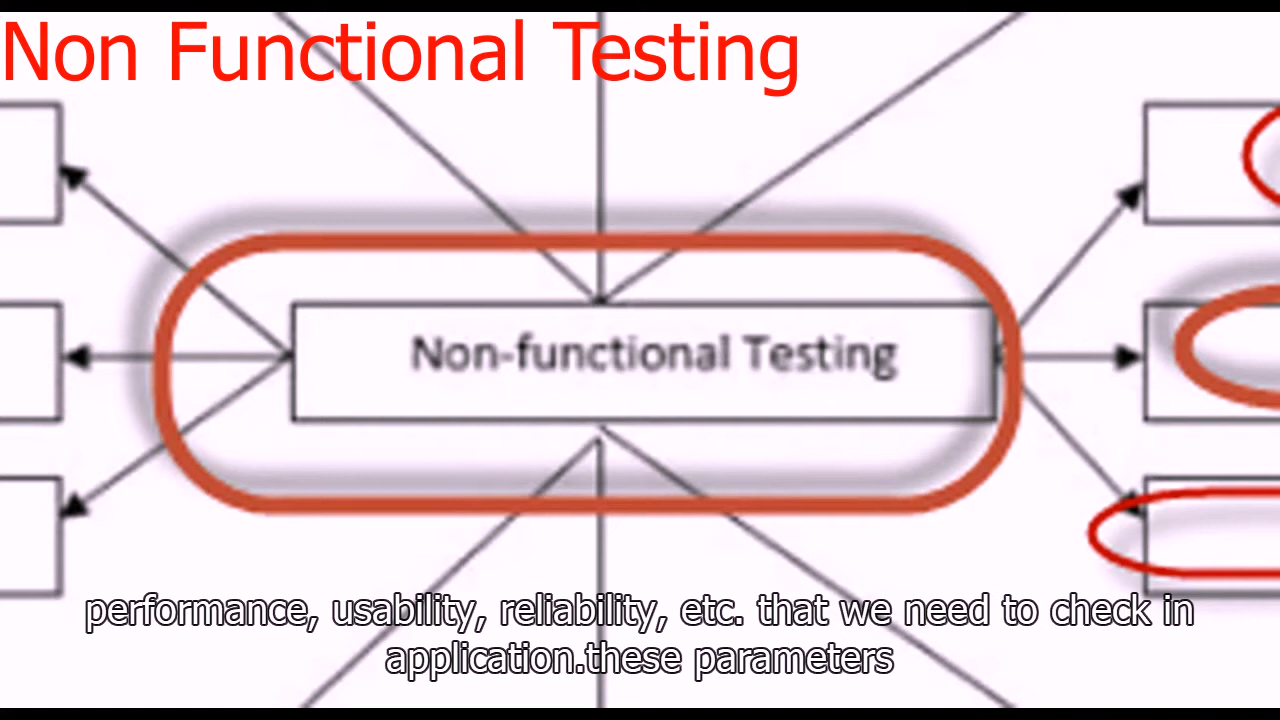 Non Functional Testing
Non-functional Testing
performance, usability, reliability, etc. that we need to check in
application.these parameters